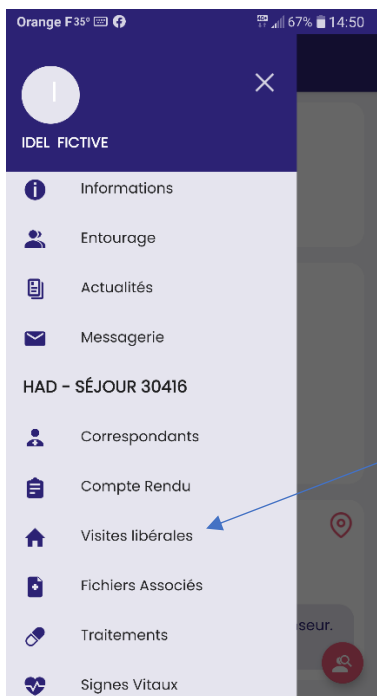 Orange F 35° 67% 14:50
I
IDEL FICTIVE
Informations
Entourage
Actualités
Messagerie
HAD - SÉJOUR 30416
Correspondants
Compte Rendu
Visites libérales
Fichiers Associés
Traitements
seur.
Signes Vitaux